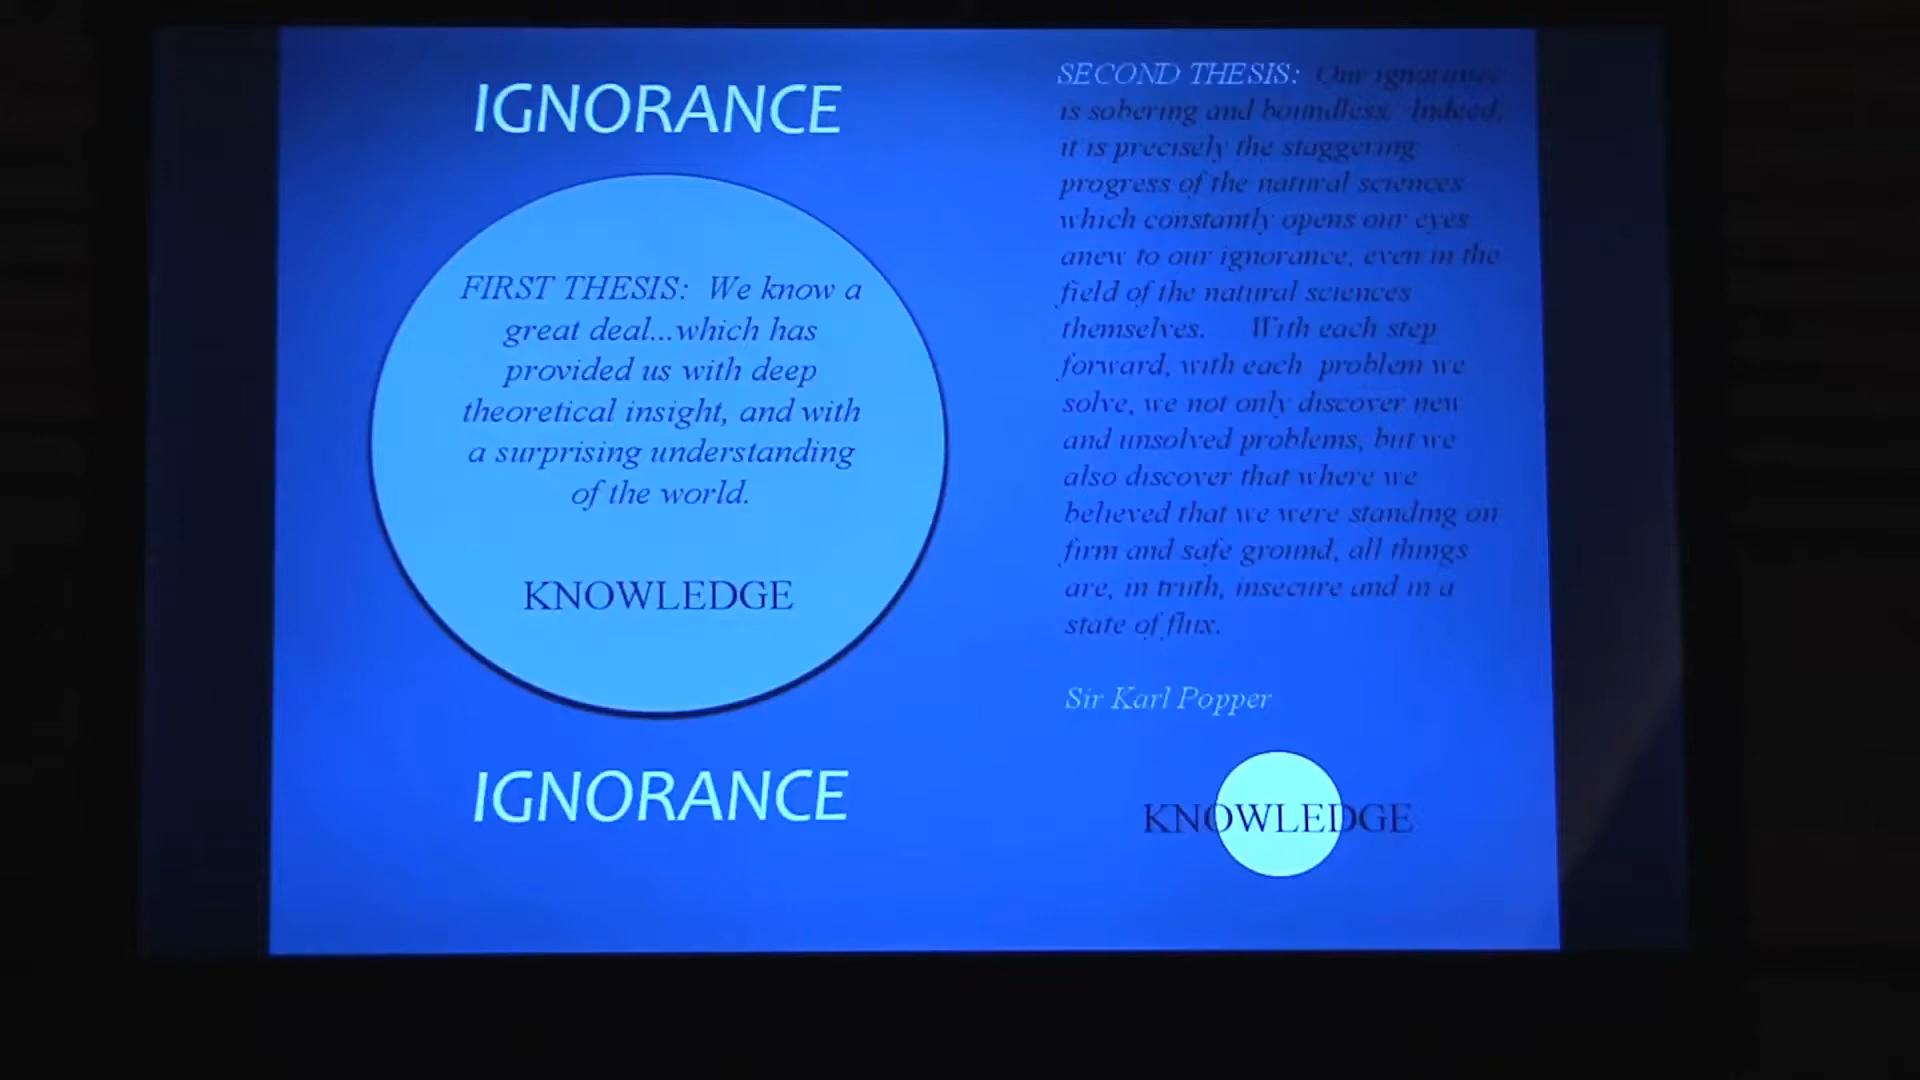 IGNORANCE
FIRST THESIS: We know a
great deal...which has
provided us with deep
theoretical insight, and with
a surprising understanding
of the world.
KNOWLEDGE
IGNORANCE
SECOND THESIS: Our ignorance
is sobering and boundless. Indeed,
it is precisely the staggering
progress of the natural sciences
which constantly opens our eyes
anew to our ignorance, even in the
field of the natural sciences
themselves. With each step
forward, with each problem we
solve, we not only discover new
and unsolved problems, but we
also discover that where we
believed that we were standing on
firm and safe ground, all things
are, in truth, insecure and in a
state of flux.
Sir Karl Popper
KNOWLEDGE